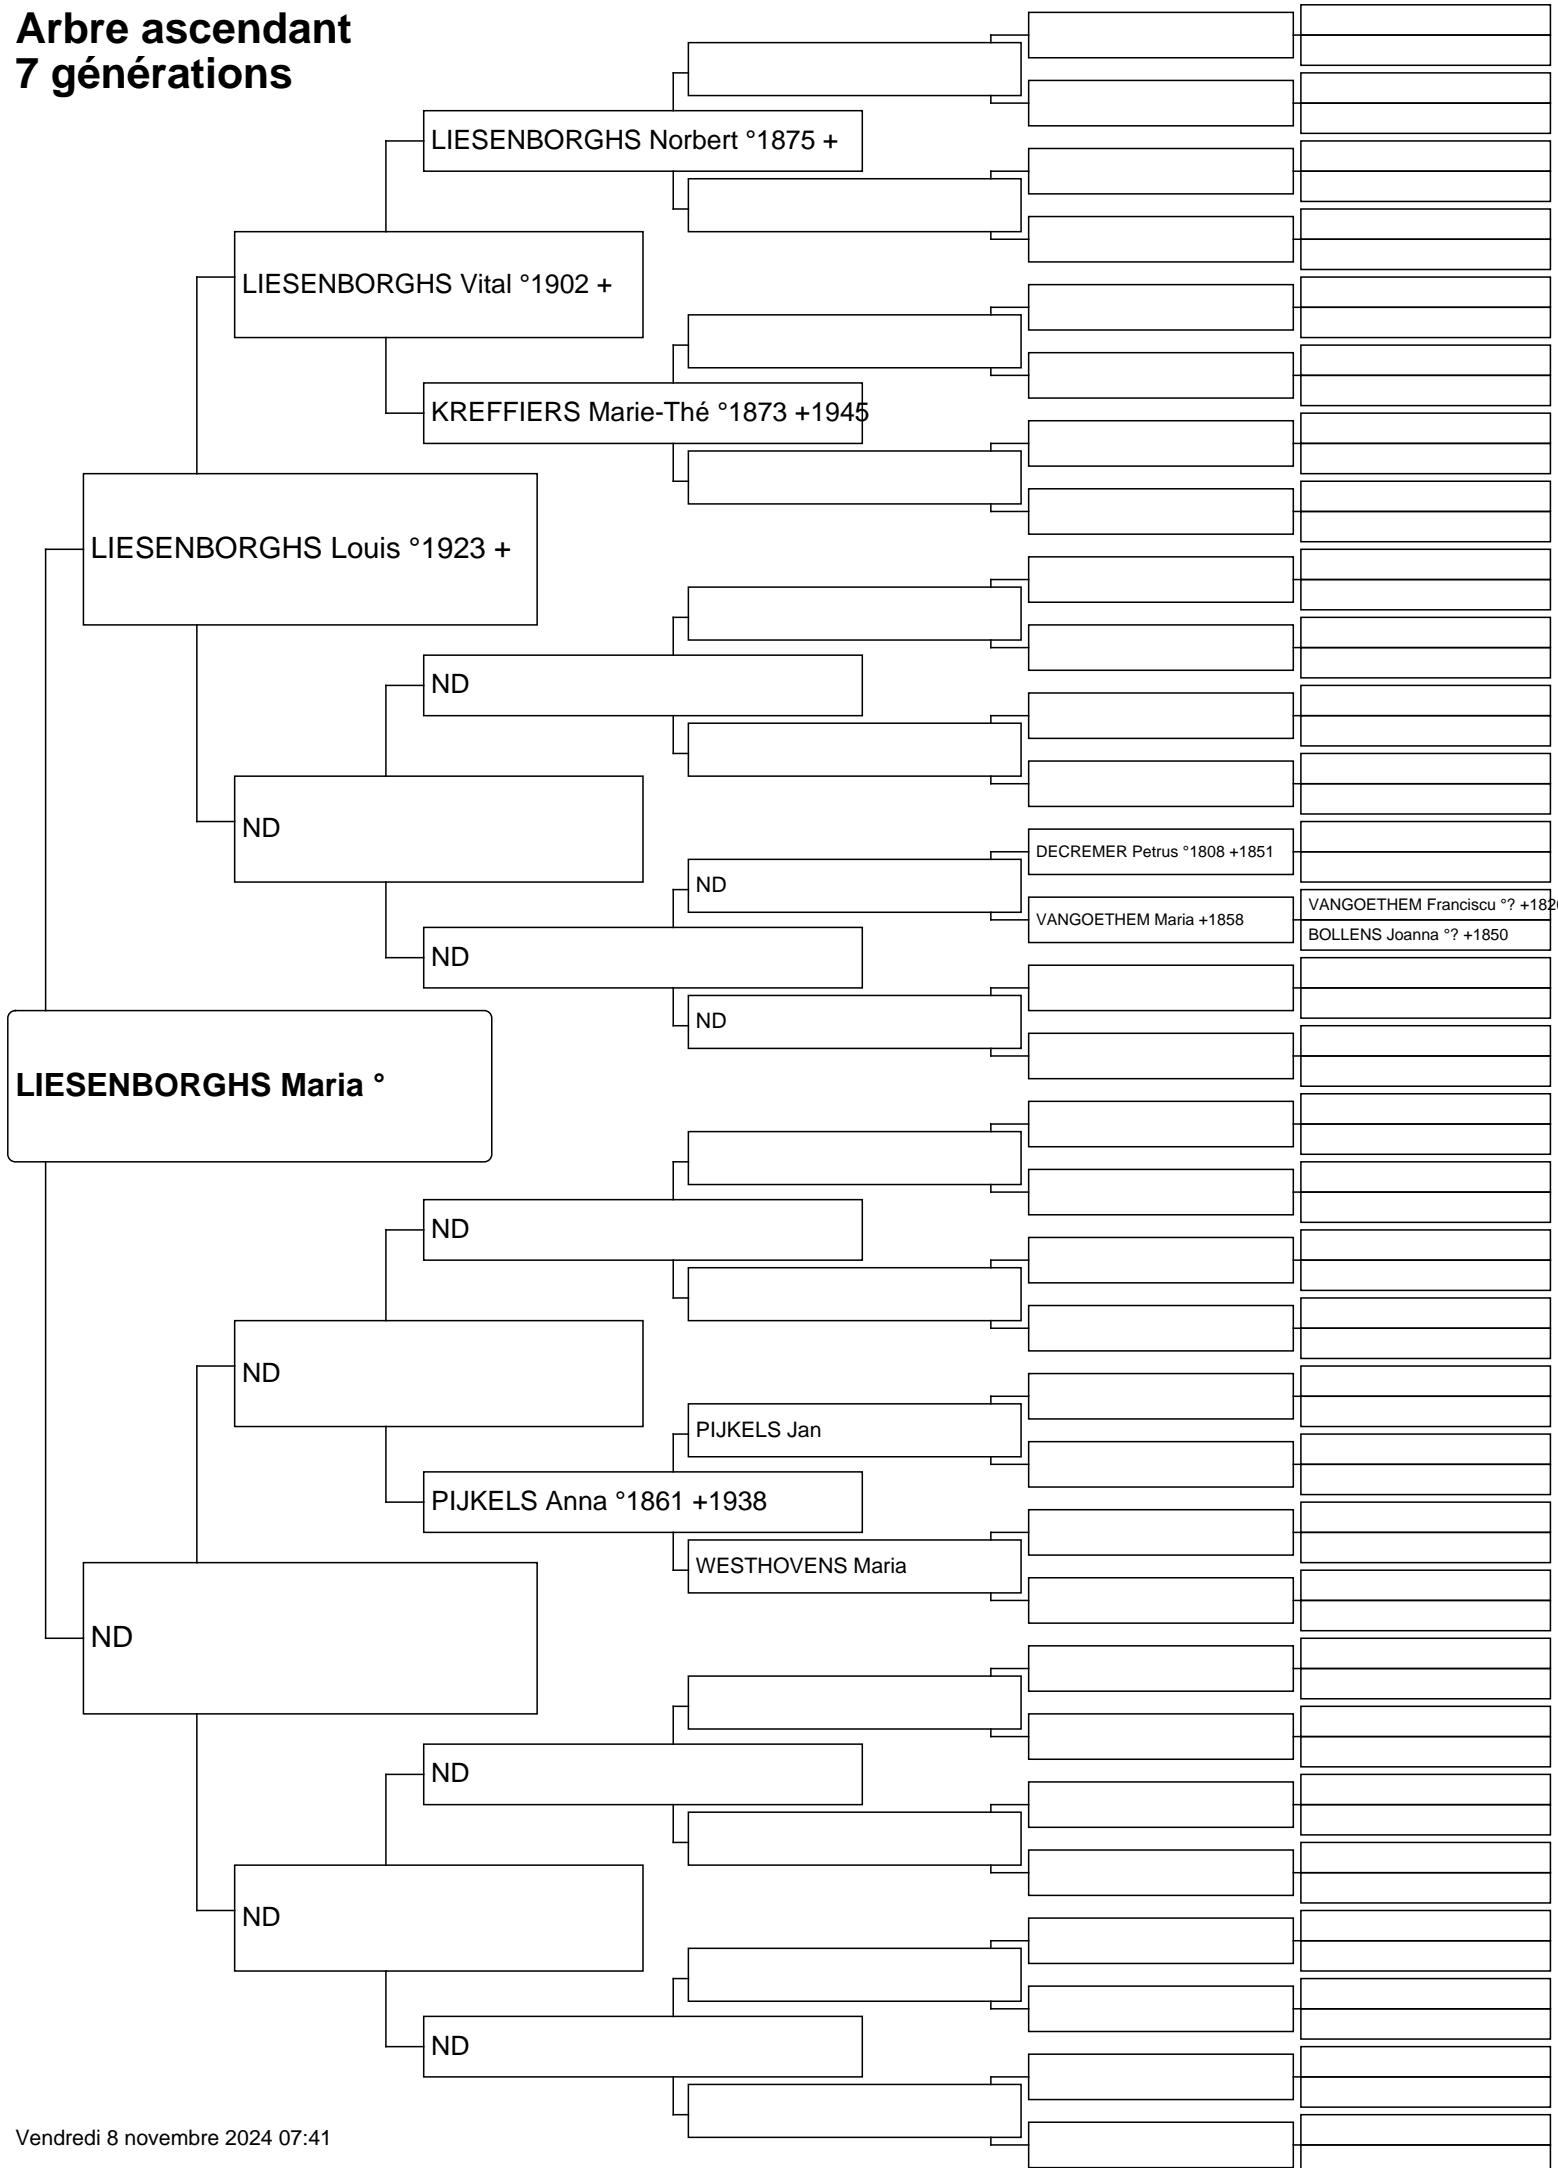 Arbre ascendant
7 générations
LIESENBORGHS Norbert °1875 +
LIESENBORGHS Vital °1902 +
KREFFIERS Marie-Thé °1873 +1945
LIESENBORGHS Louis °1923 +
ND
ND
DECREMER Petrus °1808 +1851
ND
VANGOETHEM Maria +1858
VANGOETHEM Franciscu °? +182
BOLLENS Joanna °? +1850
ND
ND
LIESENBORGHS Maria °
ND
ND
PIJKELS Jan
PIJKELS Anna °1861 +1938
WESTHOVENS Maria
ND
ND
ND
ND
Vendredi 8 novembre 2024 07:41